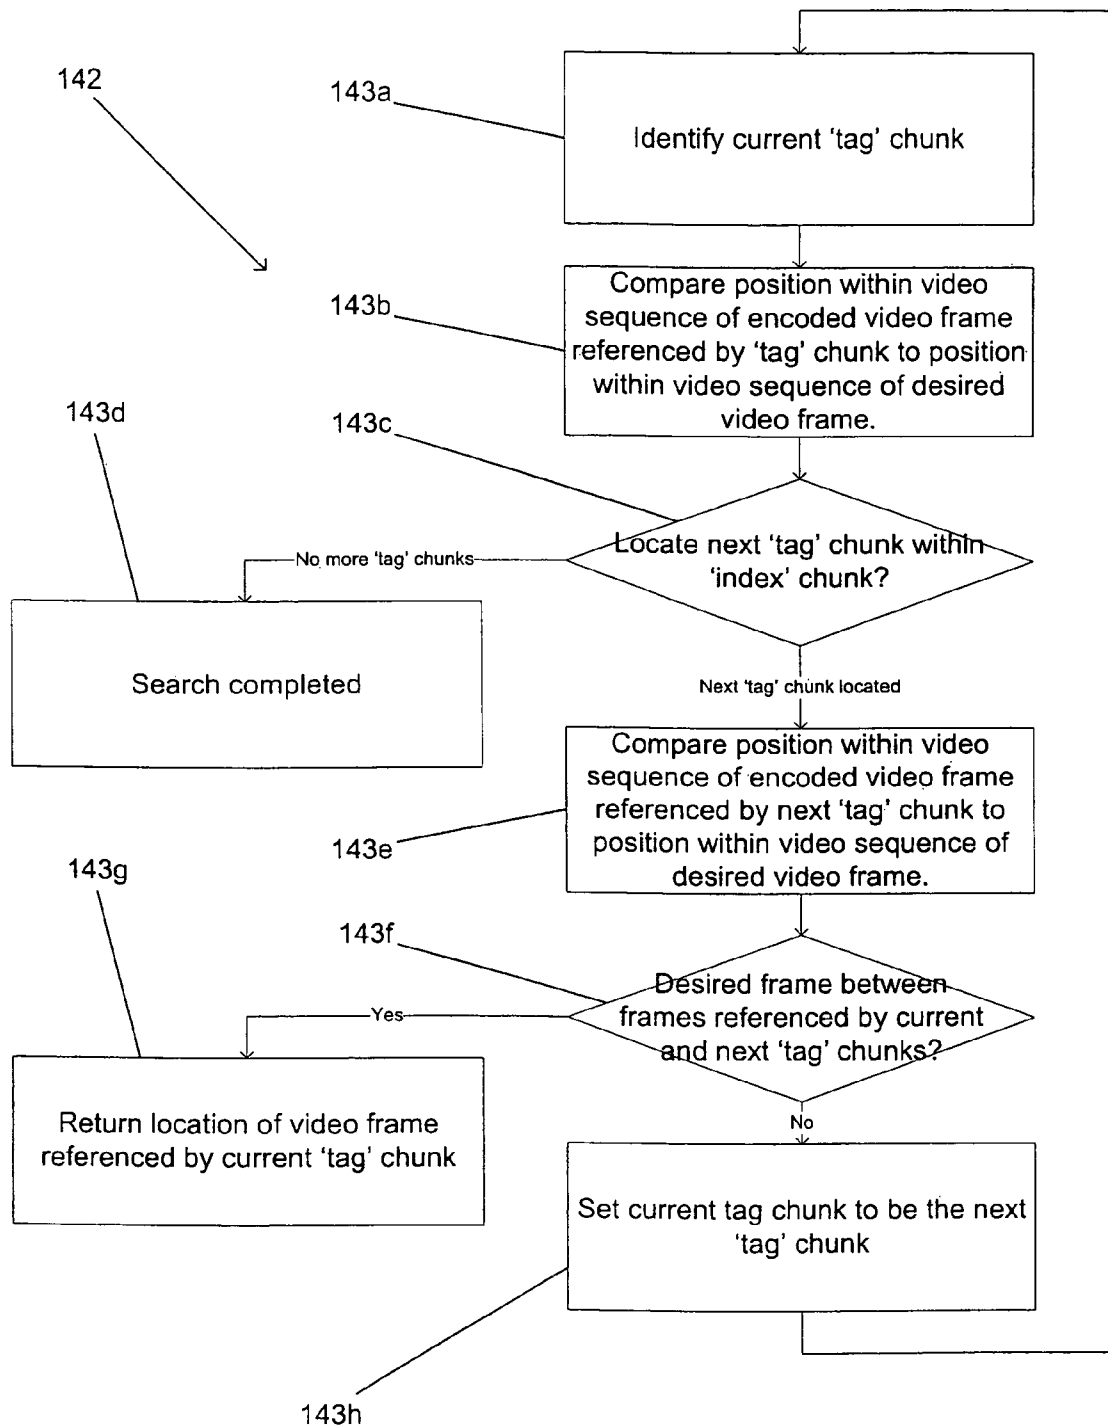 142
143a
Identify current ‘tag’ chunk
143b
Compare position within video
sequence of encoded video frame
referenced by ‘tag’ chunk to position
within video sequence of desired
video frame.
143d
143c
Locate next ‘tag’ chunk within
‘index’ chunk?
No more ‘tag’ chunks
Search completed
Next ‘tag’ chunk located
Compare position within video
sequence of encoded video frame
referenced by next ‘tag’ chunk to
position within video sequence of
desired video frame.
143e
143g
143f
Desired frame between
frames referenced by current
and next ‘tag’ chunks?
Yes
Return location of video frame
referenced by current ‘tag’ chunk
No
Set current tag chunk to be the next
‘tag’ chunk
143h